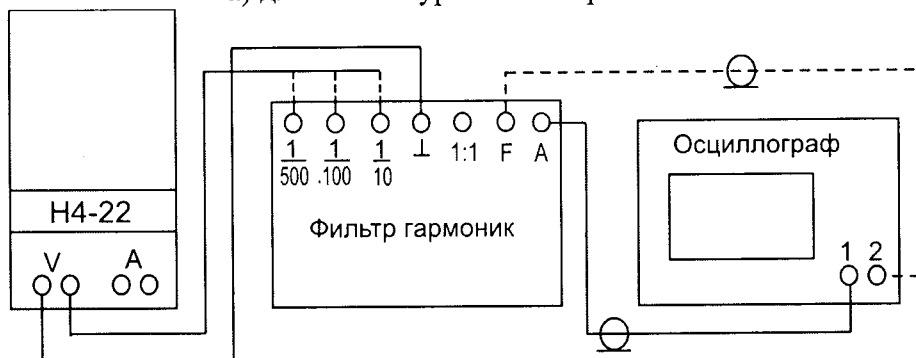 Н4-22
V A
1/500 1/100 1/10 ⊥ 1:1 F A
Фильтр гармоник
Осциллограф
1 2